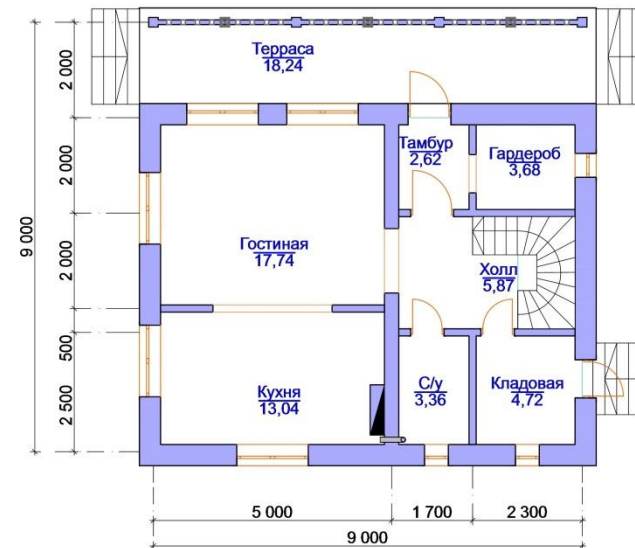 Терраса
18,24
Тамбур
2,62
Гардероб
3,68
Гостиная
17,74
Холл
5,87
Кухня
13,04
С/у
3,36
Кладовая
4,72
9 000
2 000
2 000
2 000
500
2 500
5 000
1 700
2 300
9 000